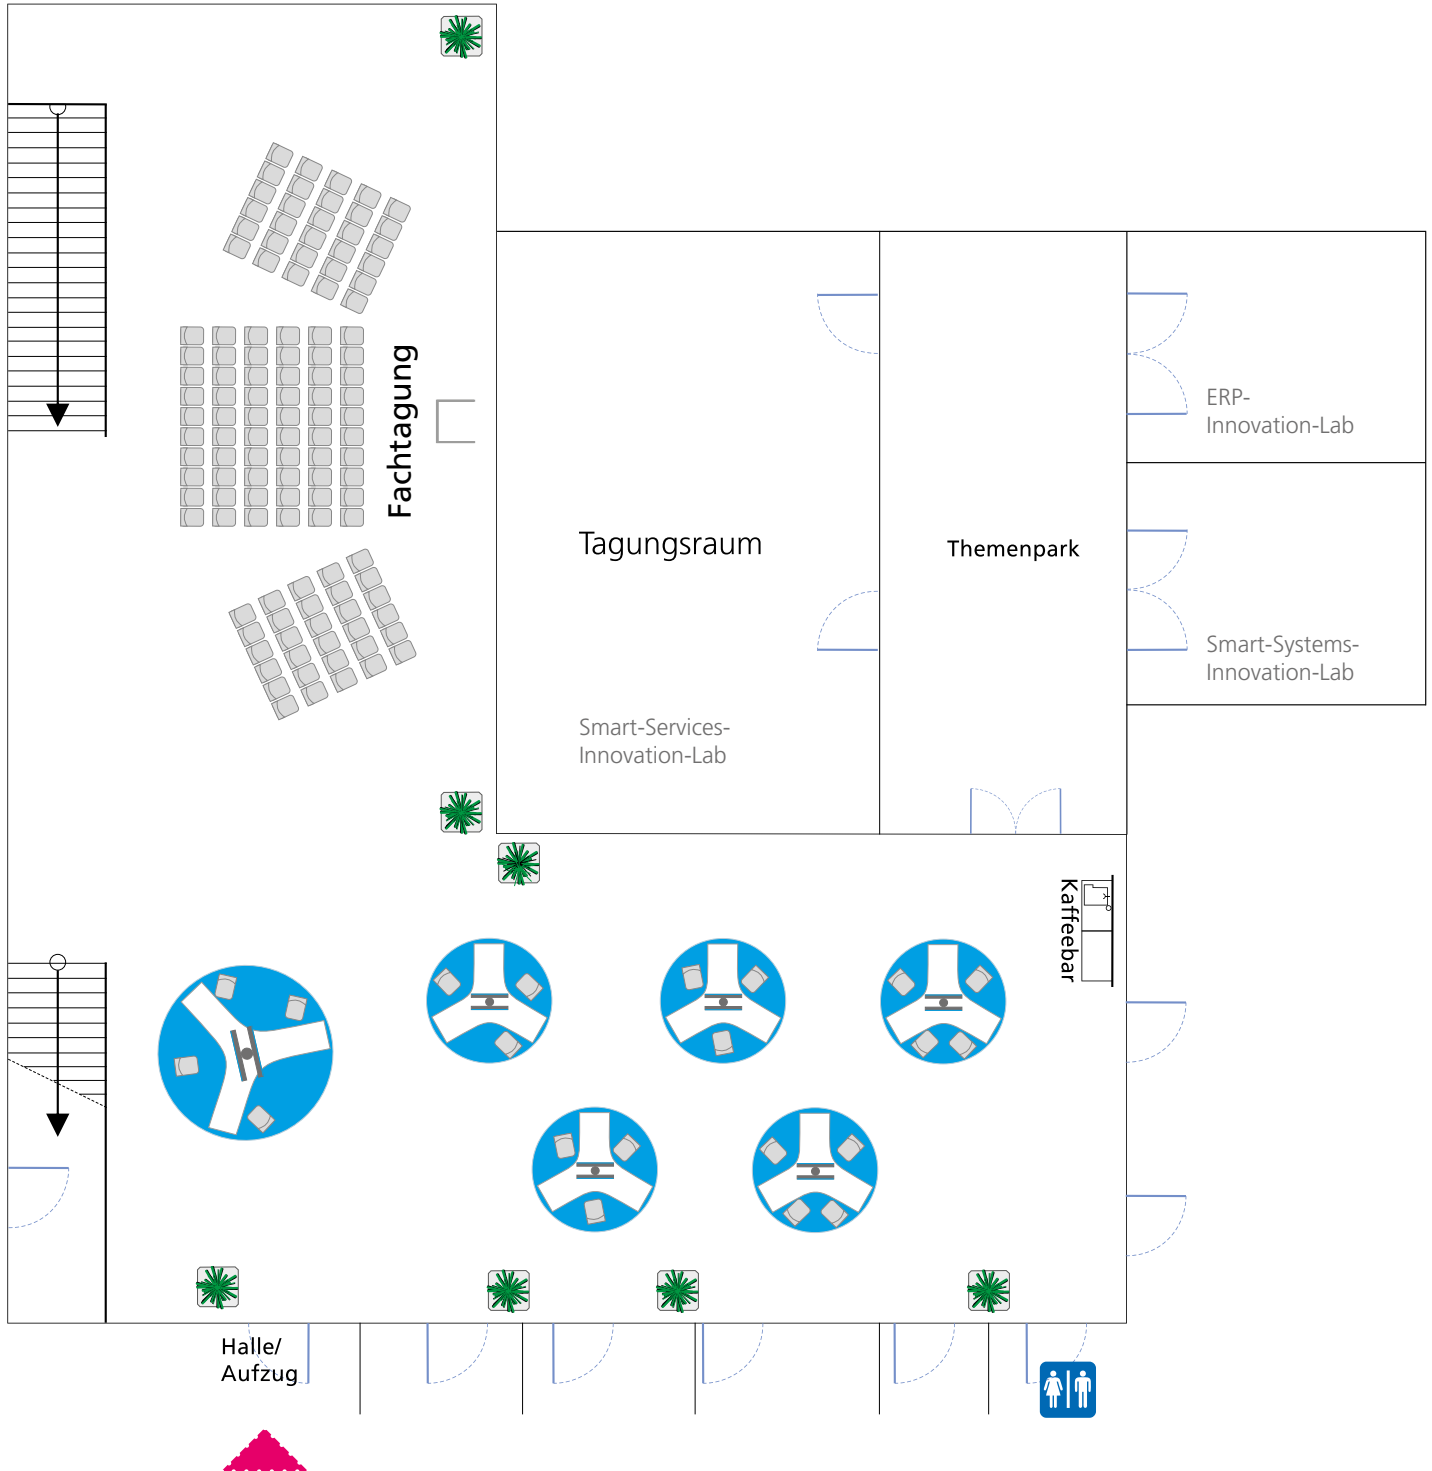 Fachtagung
ERP-
Innovation-Lab
Tagungsraum
Themenpark
Smart-Systems-
Innovation-Lab
Smart-Services-
Innovation-Lab
Kaffeebar
Halle/
Aufzug